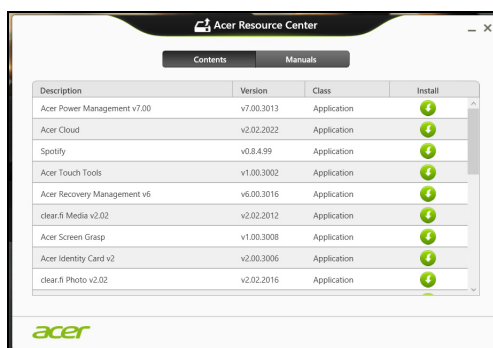 Acer Resource Center
Contents Manuals
Description Version Class Install
Acer Power Management v7.00 v7.00.3013 Application
Acer Cloud v2.02.2022 Application
Spotify v0.8.4.99 Application
Acer Touch Tools v1.00.3002 Application
Acer Recovery Management v6 v6.00.3016 Application
clear.fi Media v2.02 v2.02.2012 Application
Acer Screen Grasp v1.00.3008 Application
Acer Identity Card v2 v2.00.3006 Application
clear.fi Photo v2.02 v2.02.2016 Application
acer